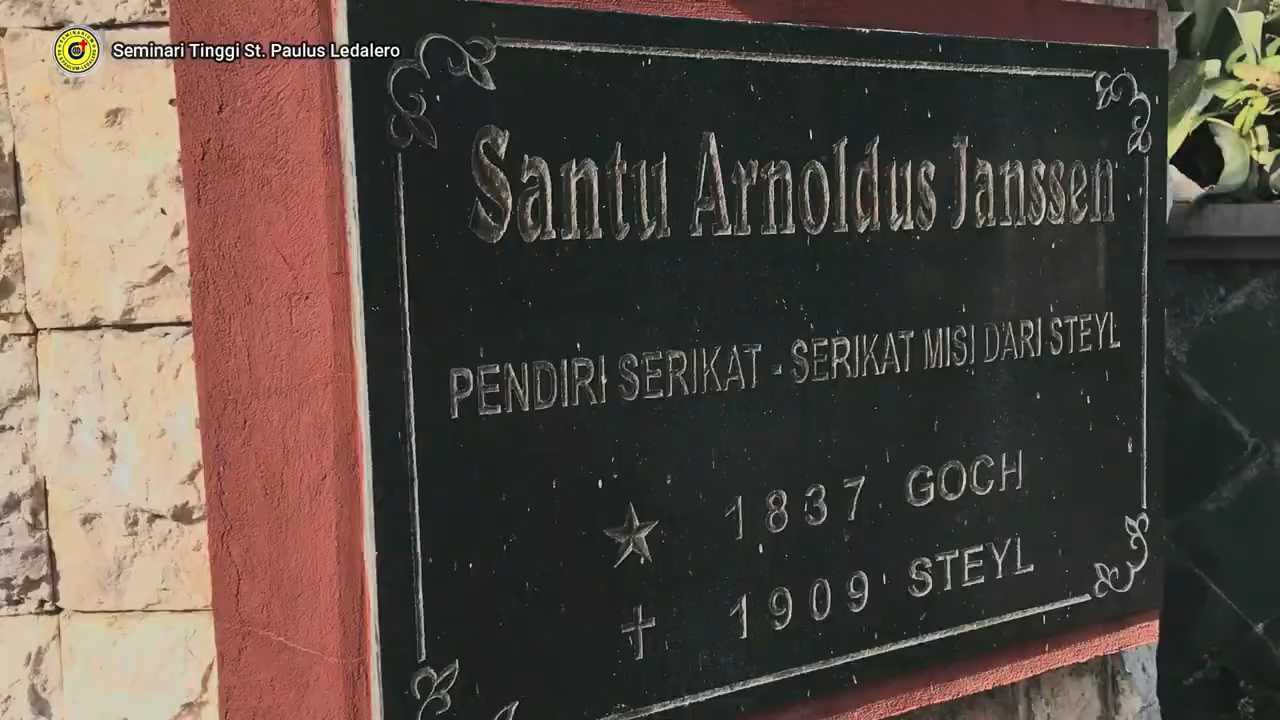 Seminari Tinggi St. Paulus Ledalero
Santu Arnoldus Janssen
PENDIRI SERIKAT - SERIKAT MISI DARI STEYL
1837 GOCH
1909 STEYL